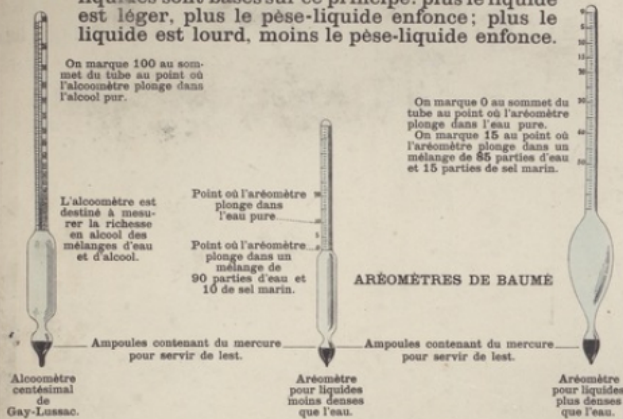 liquides sont basés sur ce principe: plus le liquide
est léger, plus le pèse-liquide enfonce; plus le
liquide est lourd, moins le pèse-liquide enfonce.
On marque 100 au som-
met du tube au point où
l'alcoomètre plonge dans
l'alcool pur.
On marque 0 au sommet du
tube au point où l'aréomètre
plonge dans l'eau pure.
On marque 15 au point où
l'aréomètre plonge dans un
mélange de 85 parties d'eau
et 15 parties de sel marin.
L'alcoomètre est
destiné à mesu-
rer la richesse
en alcool des
mélanges d'eau
et d'alcool.
Point où l'aréomètre
plonge dans
l'eau pure
Point où l'aréomètre
plonge dans un
mélange de
90 parties d'eau et
10 de sel marin.
ARÉOMÈTRES DE BAUMÉ
Ampoules contenant du mercure
pour servir de lest.
Ampoules contenant du mercure
pour servir de lest.
Alcoomètre
centésimal
de
Gay-Lussac.
Aréomètre
pour liquides
moins denses
que l'eau.
Aréomètre
pour liquides
plus denses
que l'eau.